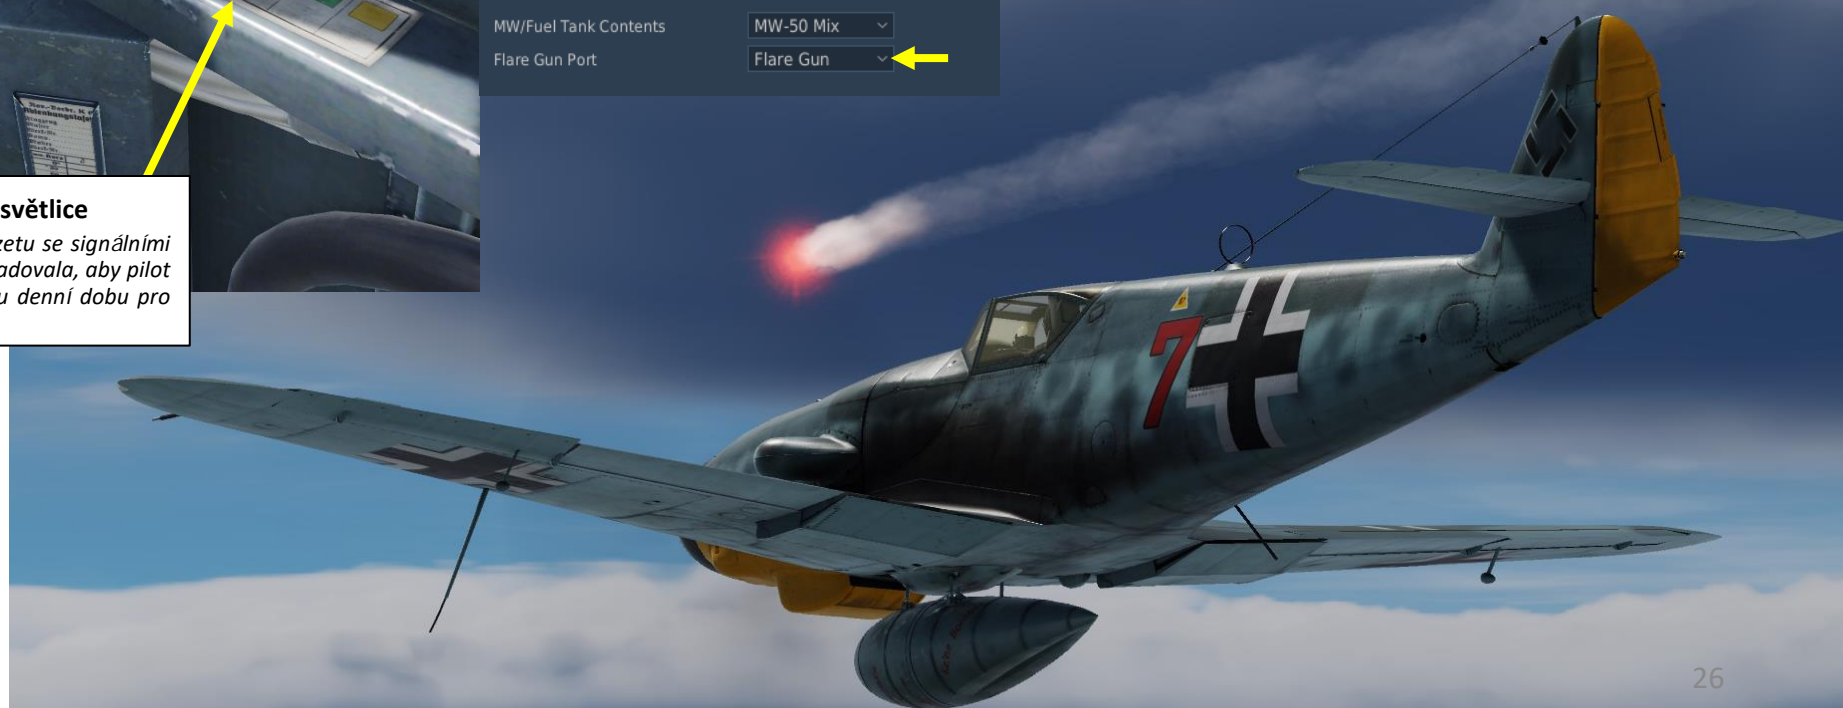 MW/Fuel Tank Contents MW-50 Mix
Flare Gun Port Flare Gun
světlice
zetu se signálními
adovala, aby pilot
u denní dobu pro
7
26